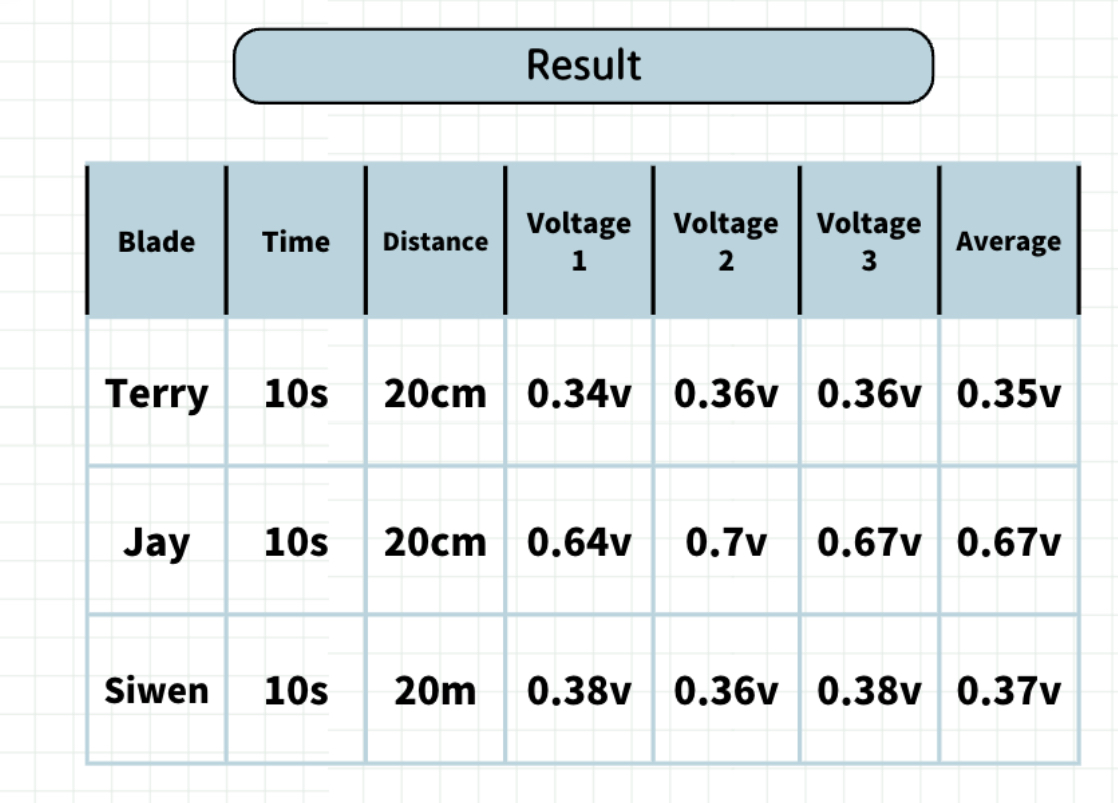 Result
Blade Time Distance Voltage 1 Voltage 2 Voltage 3 Average
Terry 10s 20cm 0.34v 0.36v 0.36v 0.35v
Jay 10s 20cm 0.64v 0.7v 0.67v 0.67v
Siwen 10s 20m 0.38v 0.36v 0.38v 0.37v